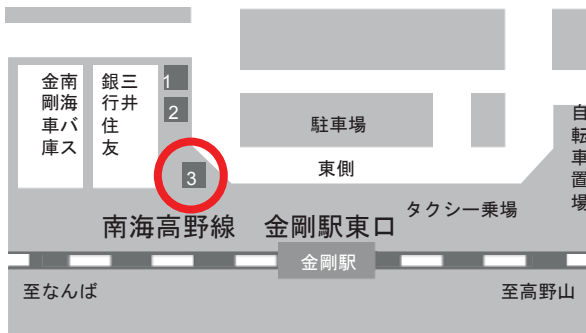 南海バス
金剛車庫
三井住友
銀行
1
2
3
駐車場
東側
自転車置場
タクシー乗場
南海高野線　金剛駅東口
金剛駅
至なんば
至高野山